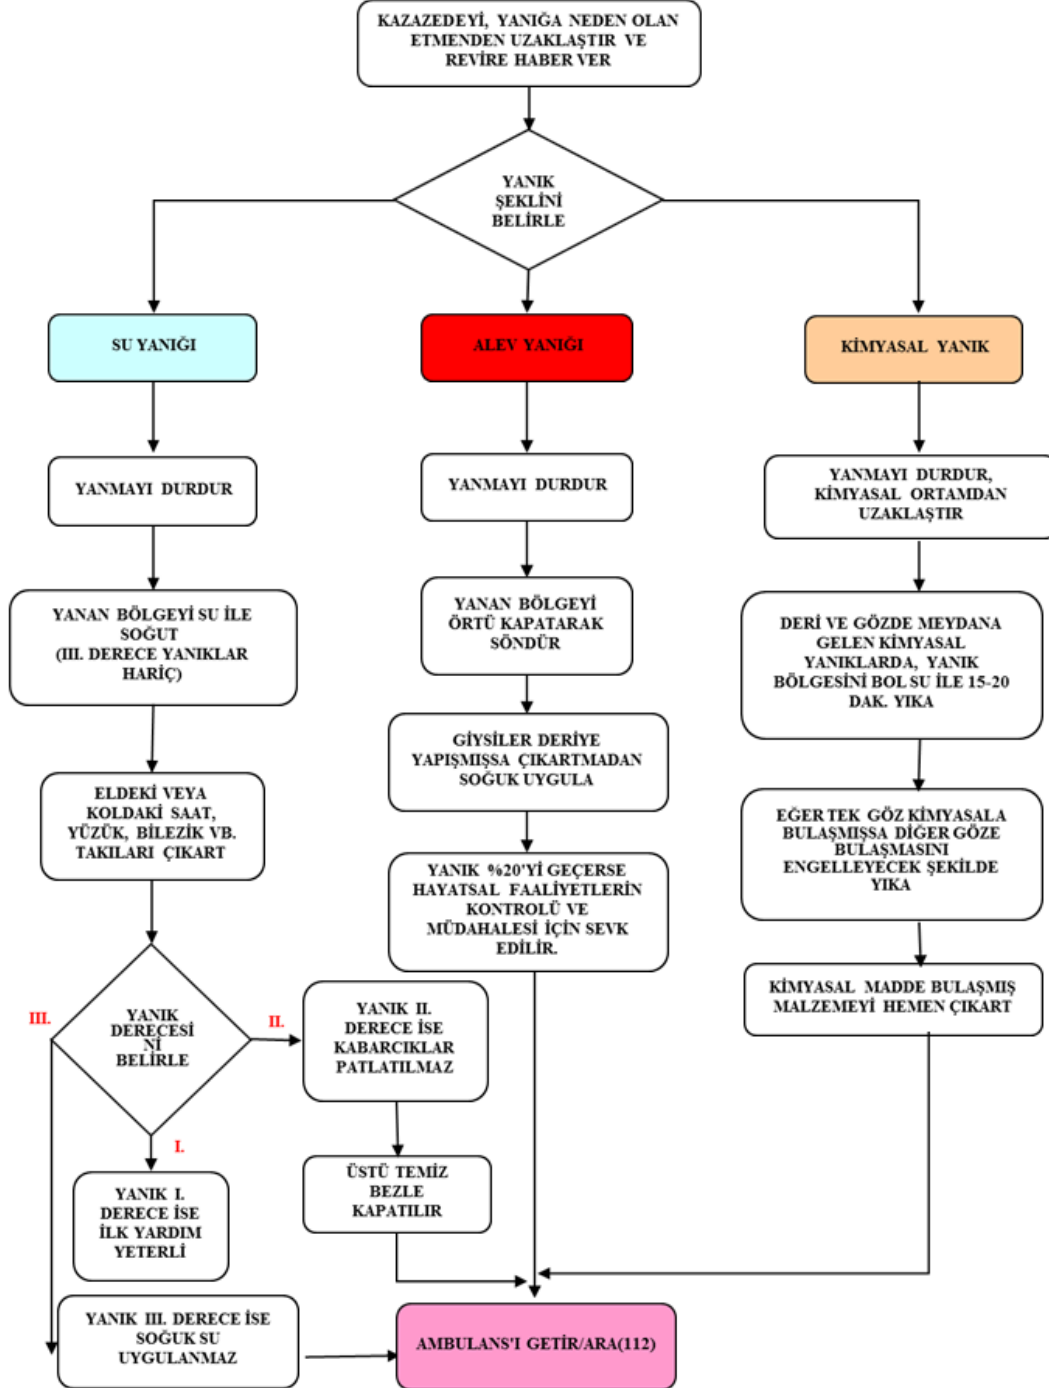 KAZAZEDEYİ, YANIĞA NEDEN OLAN
ETMENDEN UZAKLAŞTIR VE
REVİRE HABER VER
YANIK
ŞEKLİNİ
BELİRLE
SU YANIĞI
ALEV YANIĞI
KİMYASAL YANIK
YANMAYI DURDUR
YANMAYI DURDUR
YANMAYI DURDUR,
KİMYASAL ORTAMDAN
UZAKLAŞTIR
YANAN BÖLGEYİ SU İLE
SOĞUT
(III. DERECE YANIKLAR
HARİÇ)
YANAN BÖLGEYİ
ÖRTÜ KAPATARAK
SÖNDÜR
DERİ VE GÖZDE MEYDANA
GELEN KİMYASAL
YANIKLARDA, YANIK
BÖLGESİNİ BOL SU İLE 15-20
DAK. YIKA
ELDEKİ VEYA
KOLDAKİ SAAT,
YÜZÜK, BİLEZİK VB.
TAKILARI ÇIKART
GİYSİLER DERİYE
YAPIŞMIŞSA ÇIKARTMADAN
SOĞUK UYGULA
EĞER TEK GÖZ KİMYASALA
BULAŞMIŞSA DİĞER GÖZE
BULAŞMASINI
ENGELLEYECEK ŞEKİLDE
YIKA
YANIK %20'Yİ GEÇERSE
HAYATSAL FAALİYETLERİN
KONTROLÜ VE
MÜDAHALESİ İÇİN SEVK
EDİLİR.
KİMYASAL MADDE BULAŞMIŞ
MALZEMEYİ HEMEN ÇIKART
III.
YANIK
DERECESİ
Nİ
BELİRLE
II.
YANIK II.
DERECE İSE
KABARCIKLAR
PATLATILMAZ
I.
YANIK I.
DERECE İSE
İLK YARDIM
YETERLİ
ÜSTÜ TEMİZ
BEZLE
KAPATILIR
YANIK III. DERECE İSE
SOĞUK SU
UYGULANMAZ
AMBULANS'I GETİR/ARA(112)